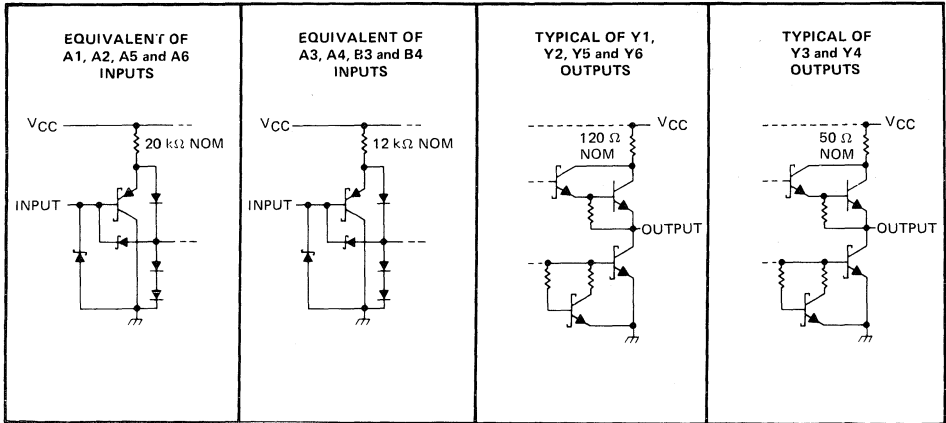 EQUIVALENT OF
A1, A2, A5 and A6
INPUTS
VCC
20 kΩ NOM
INPUT
EQUIVALENT OF
A3, A4, B3 and B4
INPUTS
VCC
12 kΩ NOM
INPUT
TYPICAL OF Y1,
Y2, Y5 and Y6
OUTPUTS
VCC
120 Ω
NOM
OUTPUT
TYPICAL OF
Y3 and Y4
OUTPUTS
VCC
50 Ω
NOM
OUTPUT